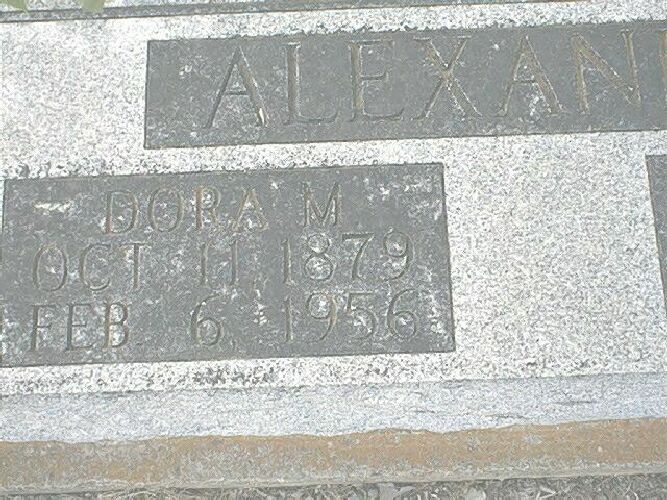 ALEXAN
DORA M
OCT 11, 1879
FEB 6, 1956